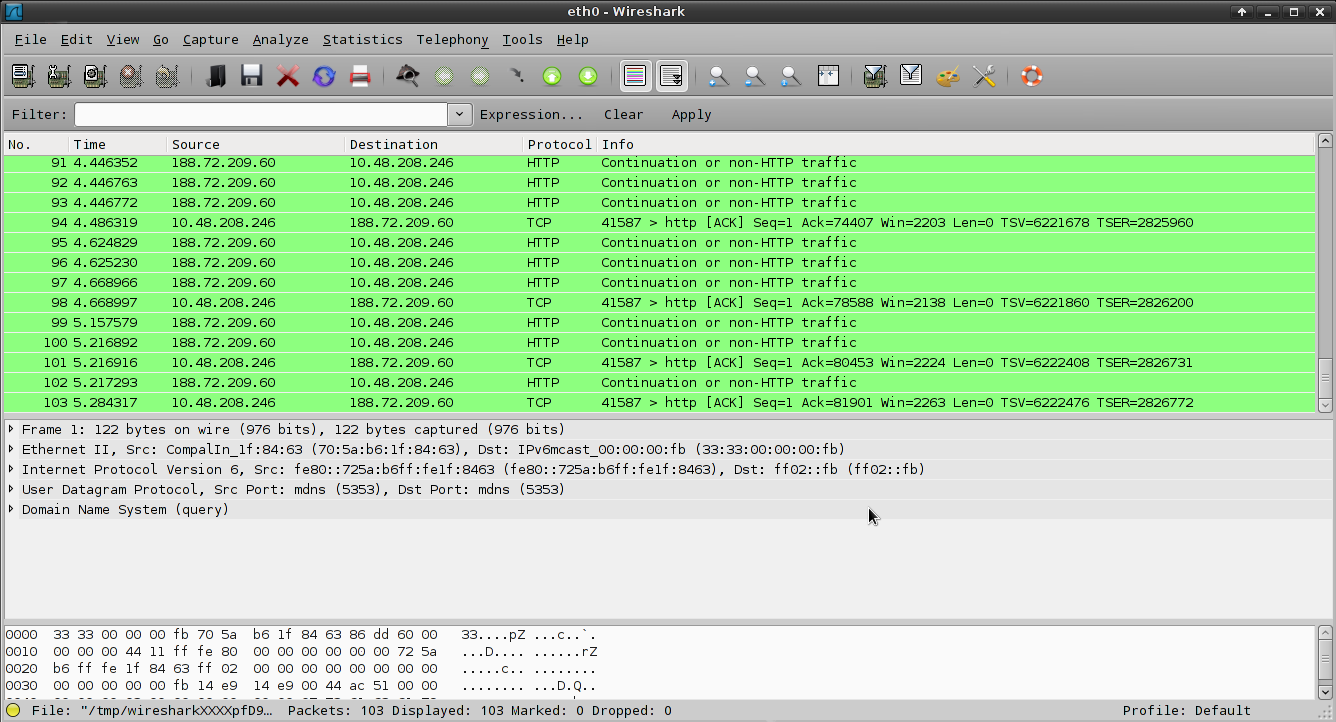 eth0 - Wireshark
File Edit View Go Capture Analyze Statistics Telephony Tools Help
Filter: Expression... Clear Apply
No. Time Source Destination Protocol Info
91 4.446352 188.72.209.60 10.48.208.246 HTTP Continuation or non-HTTP traffic
92 4.446763 188.72.209.60 10.48.208.246 HTTP Continuation or non-HTTP traffic
93 4.446772 188.72.209.60 10.48.208.246 HTTP Continuation or non-HTTP traffic
94 4.486319 10.48.208.246 188.72.209.60 TCP 41587 > http [ACK] Seq=1 Ack=74407 Win=2203 Len=0 TSV=6221678 TSER=2825960
95 4.624829 188.72.209.60 10.48.208.246 HTTP Continuation or non-HTTP traffic
96 4.625230 188.72.209.60 10.48.208.246 HTTP Continuation or non-HTTP traffic
97 4.668966 188.72.209.60 10.48.208.246 HTTP Continuation or non-HTTP traffic
98 4.668997 10.48.208.246 188.72.209.60 TCP 41587 > http [ACK] Seq=1 Ack=78588 Win=2138 Len=0 TSV=6221860 TSER=2826200
99 5.157579 188.72.209.60 10.48.208.246 HTTP Continuation or non-HTTP traffic
100 5.216892 188.72.209.60 10.48.208.246 HTTP Continuation or non-HTTP traffic
101 5.216916 10.48.208.246 188.72.209.60 TCP 41587 > http [ACK] Seq=1 Ack=80453 Win=2224 Len=0 TSV=6222408 TSER=2826731
102 5.217293 188.72.209.60 10.48.208.246 HTTP Continuation or non-HTTP traffic
103 5.284317 10.48.208.246 188.72.209.60 TCP 41587 > http [ACK] Seq=1 Ack=81901 Win=2263 Len=0 TSV=6222476 TSER=2826772
Frame 1: 122 bytes on wire (976 bits), 122 bytes captured (976 bits)
Ethernet II, Src: CompalIn_1f:84:63 (70:5a:b6:1f:84:63), Dst: IPv6mcast_00:00:00:fb (33:33:00:00:00:fb)
Internet Protocol Version 6, Src: fe80::725a:b6ff:fe1f:8463 (fe80::725a:b6ff:fe1f:8463), Dst: ff02::fb (ff02::fb)
User Datagram Protocol, Src Port: mdns (5353), Dst Port: mdns (5353)
Domain Name System (query)
0000 33 33 00 00 00 fb 70 5a b6 1f 84 63 86 dd 60 00 33....pZ ...c..`.
0010 00 00 00 44 11 ff fe 80 00 00 00 00 00 00 72 5a ...D.... ......rZ
0020 b6 ff fe 1f 84 63 ff 02 00 00 00 00 00 00 00 00 .....c.. ........
0030 00 00 00 00 00 fb 14 e9 14 e9 00 44 ac 51 00 00 ........ ...D.Q..
File: "/tmp/wiresharkXXXXpfD9... Packets: 103 Displayed: 103 Marked: 0 Dropped: 0 Profile: Default